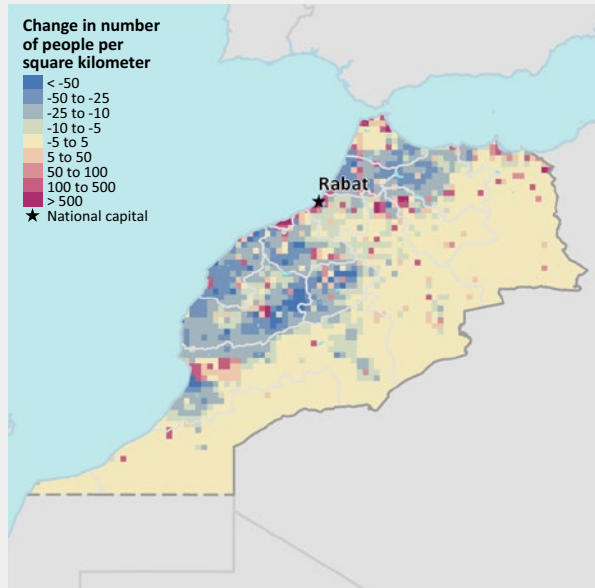 Change in number
of people per
square kilometer
< -50
-50 to -25
-25 to -10
-10 to -5
-5 to 5
5 to 50
50 to 100
100 to 500
> 500
National capital
Rabat